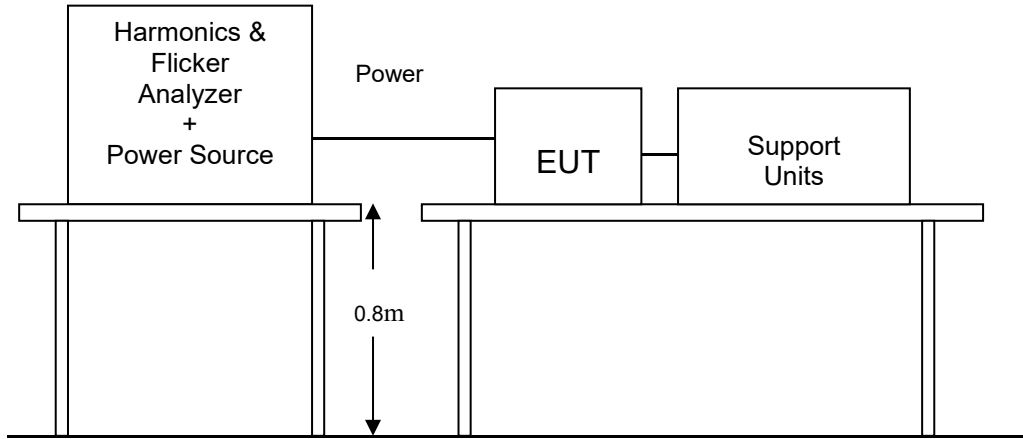 Harmonics &
Flicker
Analyzer
+
Power Source
Power
EUT
Support
Units
0.8m